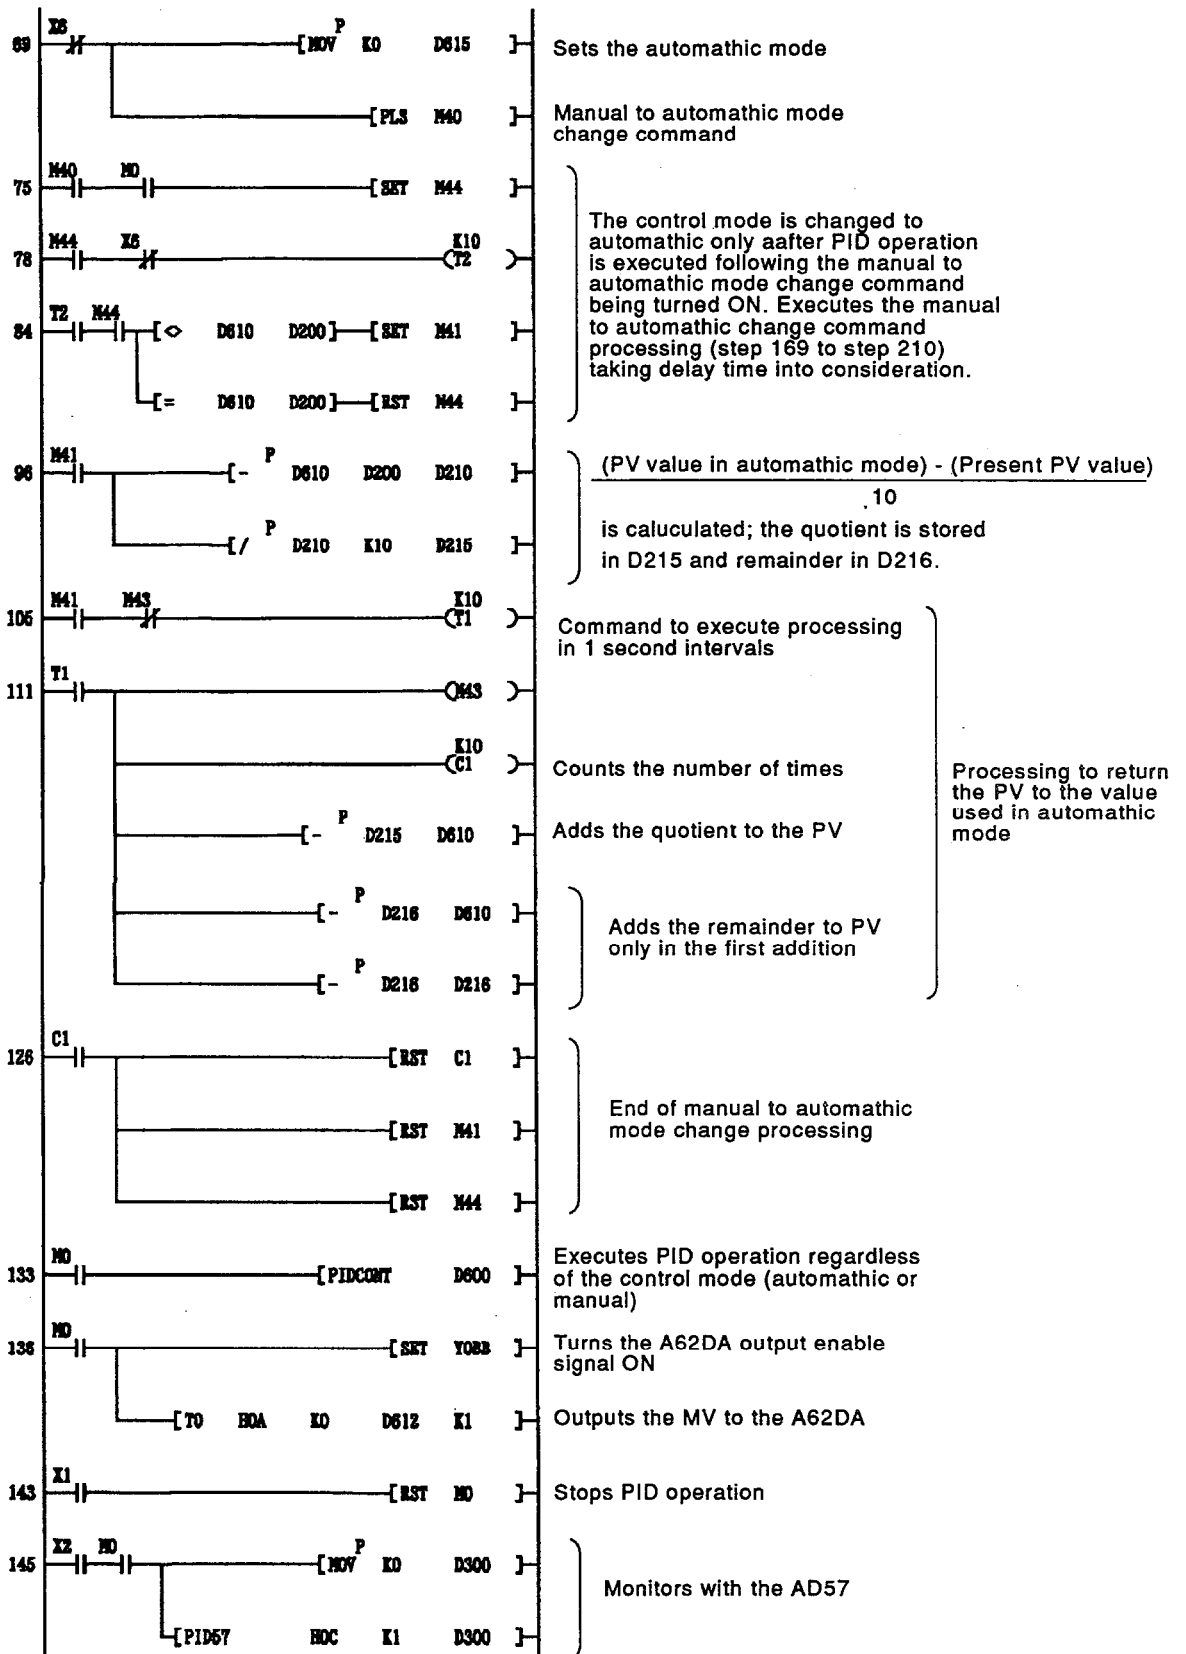 X6
69 [MOV P K0 D615 ] Sets the automathic mode
[PLS M40 ] Manual to automathic mode
change command
M40 M0
75 [SET M44 ]
M44 X6 K10
78 (T2 )
The control mode is changed to
automathic only aafter PID operation
is executed following the manual to
automathic mode change command
being turned ON. Executes the manual
to automathic change command
processing (step 169 to step 210)
taking delay time into consideration.
T2 M44
84 [<> D610 D200 ] [SET M41 ]
[= D610 D200 ] [RST M44 ]
M41
96 [- P D610 D200 D210 ]
[/ P D210 K10 D215 ]
(PV value in automathic mode) - (Present PV value)
10
is caluculated; the quotient is stored
in D215 and remainder in D216.
M41 M43 K10
105 (T1 )
Command to execute processing
in 1 second intervals
T1
111 (M43 )
K10
(C1 ) Counts the number of times
[- P D215 D610 ] Adds the quotient to the PV
[- P D216 D610 ]
[- P D216 D216 ]
Adds the remainder to PV
only in the first addition
Processing to return
the PV to the value
used in automathic
mode
C1
126 [RST C1 ]
[RST M41 ]
[RST M44 ]
End of manual to automathic
mode change processing
M0
133 [PIDCONT D600 ]
Executes PID operation regardless
of the control mode (automathic or
manual)
M0
136 [SET Y0BB ]
Turns the A62DA output enable
signal ON
[TO H0A K0 D612 K1 ] Outputs the MV to the A62DA
X1
143 [RST M0 ] Stops PID operation
X2 M0
145 [MOV P K0 D300 ]
[PID57 H0C K1 D300 ]
Monitors with the AD57